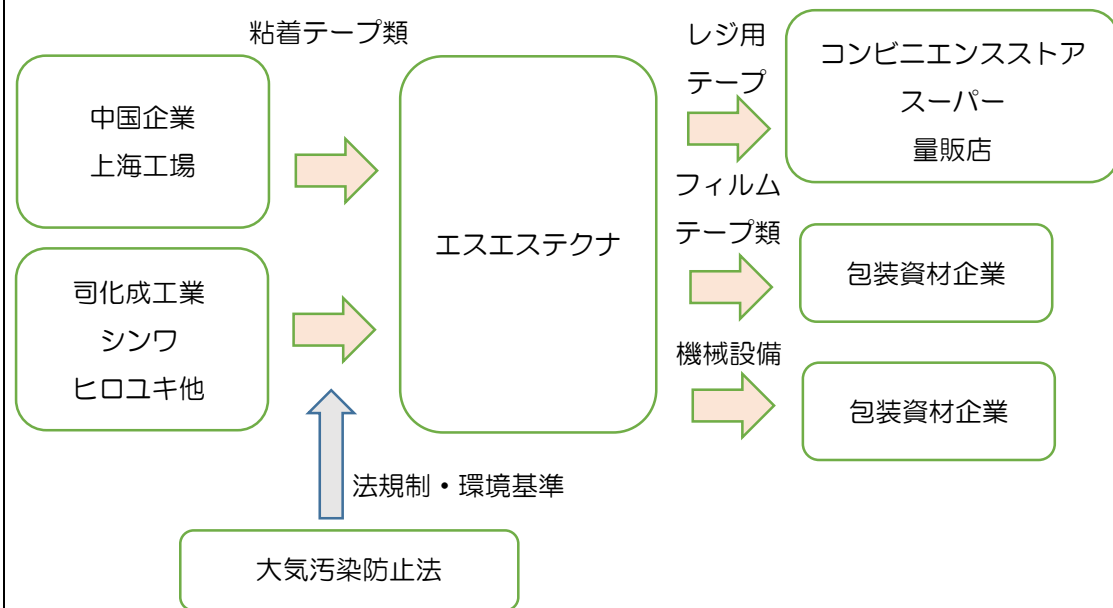 粘着テープ類
中国企業
上海工場
司化成工業
シンワ
ヒロユキ他
エスエステクナ
レジ用
テープ
フィルム
テープ類
機械設備
コンビニエンスストア
スーパー
量販店
包装資材企業
包装資材企業
法規制・環境基準
大気汚染防止法